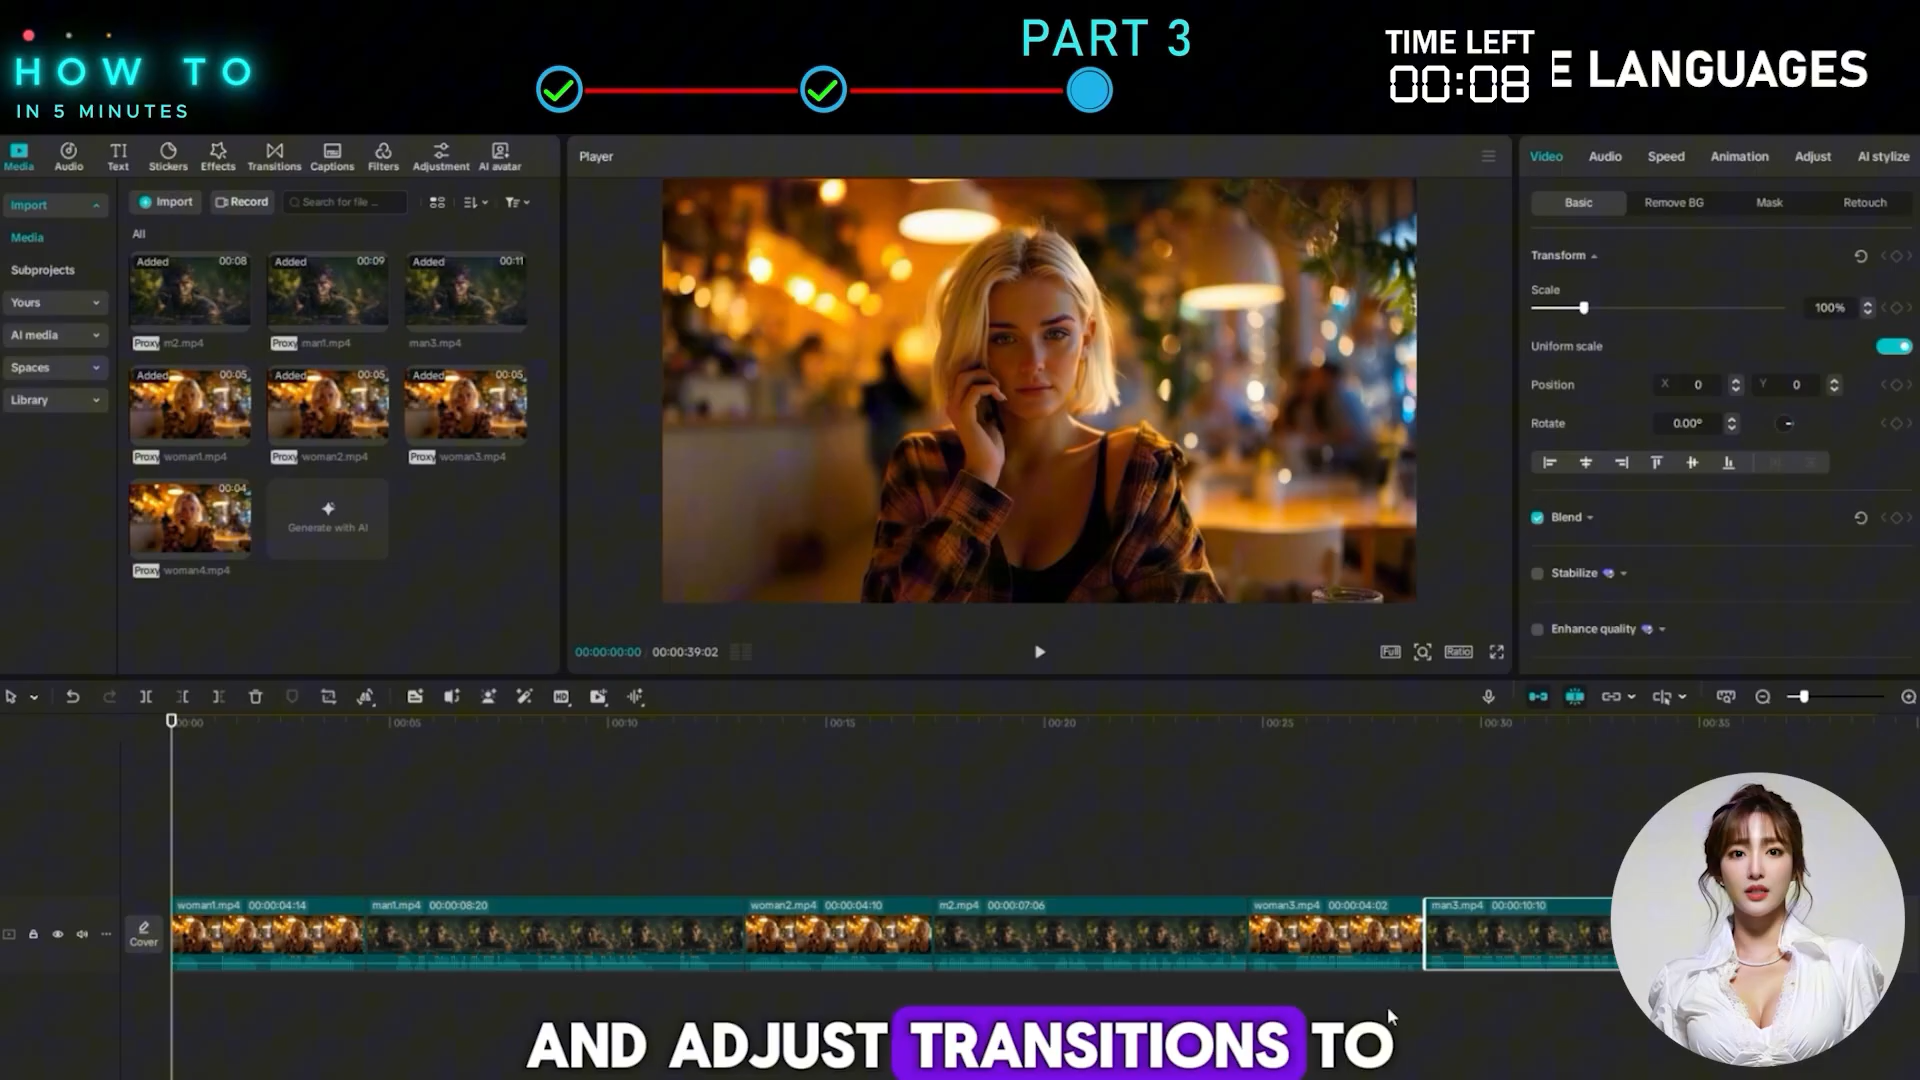 HOW TO
IN 5 MINUTES
PART 3
TIME LEFT
00:08
E LANGUAGES
Media
Audio
Text
Stickers
Effects
Transitions
Captions
Filters
Adjustment
AI avatar
Import
Media
Subprojects
Yours
AI media
Spaces
Library
Import
Record
Search for file ...
All
Added 00:08
Added 00:09
Added 00:11
Proxy m2.mp4
Proxy man1.mp4
man3.mp4
Added 00:05
Added 00:05
Added 00:05
Proxy woman1.mp4
Proxy woman2.mp4
Proxy woman3.mp4
00:04
Generate with AI
Proxy woman4.mp4
Player
00:00:00:00 00:00:39:02
Full
Ratio
Video
Audio
Speed
Animation
Adjust
AI stylize
Basic
Remove BG
Mask
Retouch
Transform
Scale
100%
Uniform scale
Position
X 0
Y 0
Rotate
0.00°
Blend
Stabilize
Enhance quality
HD
00:00
00:05
00:10
00:15
00:20
00:25
00:30
00:35
Cover
woman1.mp4 00:00:04:14
man1.mp4 00:00:08:20
woman2.mp4 00:00:04:10
m2.mp4 00:00:07:06
woman3.mp4 00:00:04:02
man3.mp4 00:00:10:10
AND ADJUST TRANSITIONS TO